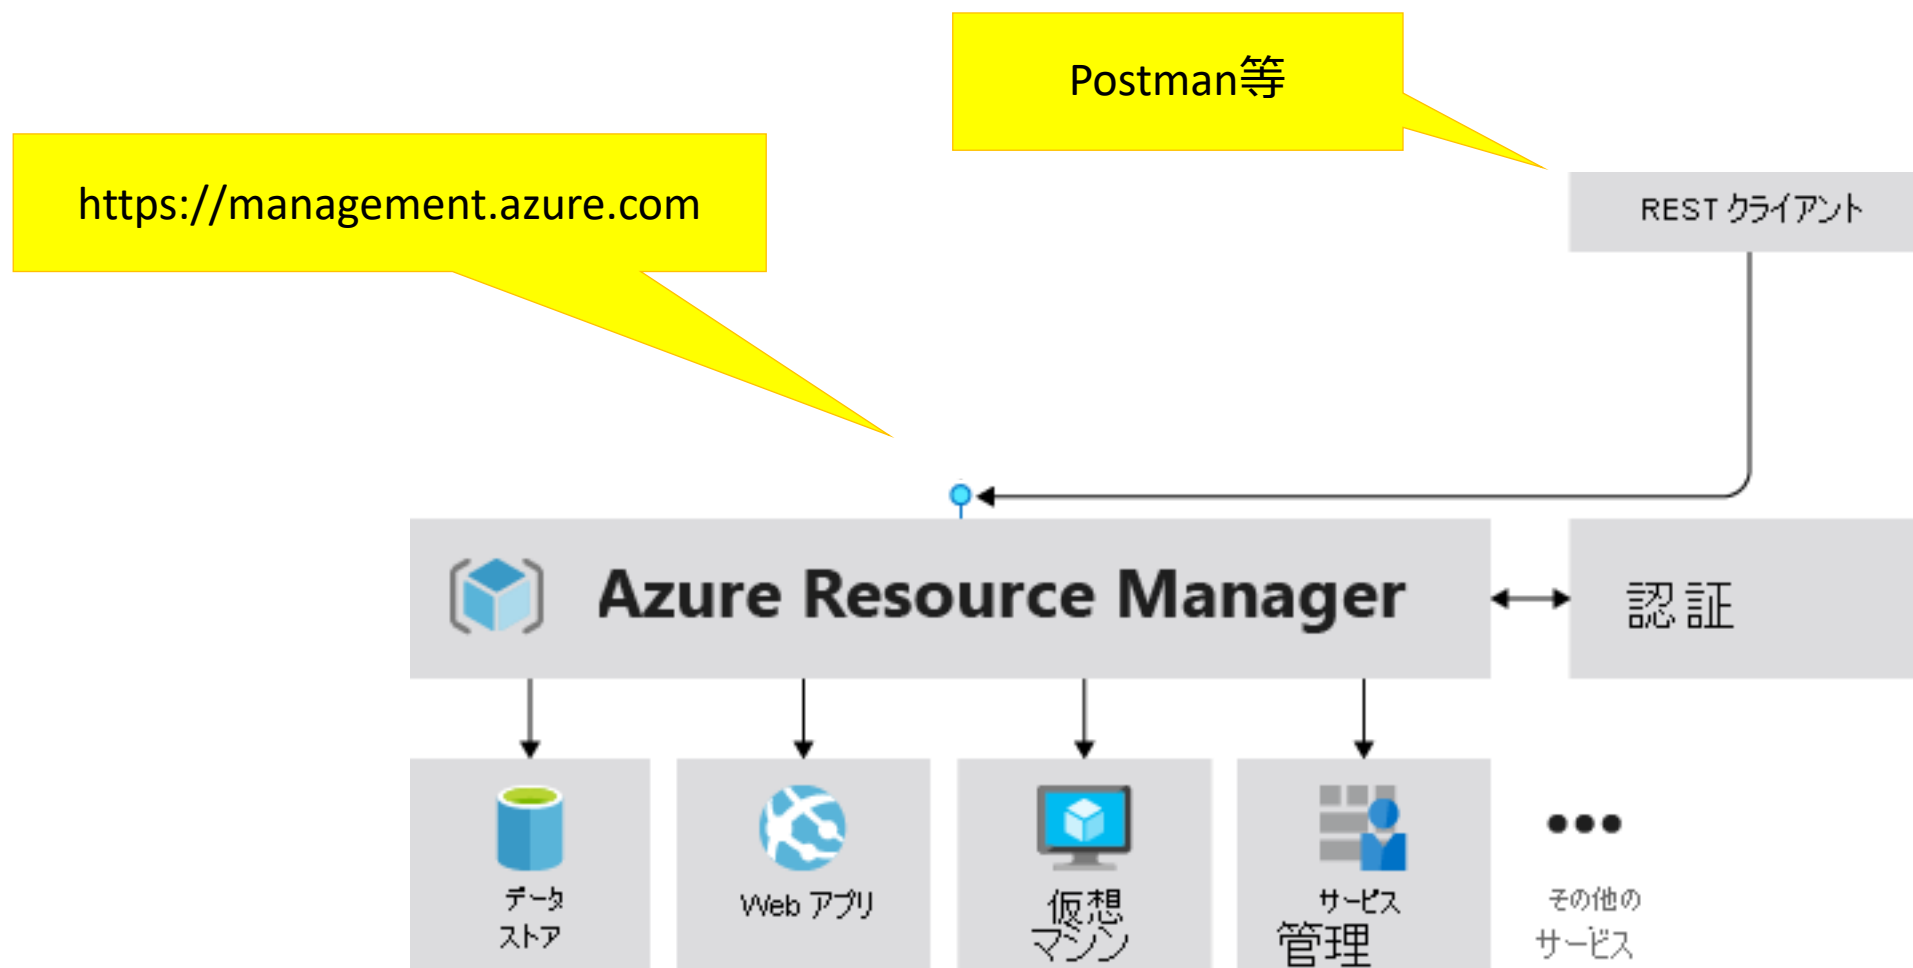 Postman等
https://management.azure.com
REST クライアント
Azure Resource Manager
認証
データ
ストア
Web アプリ
仮想
マシン
サービス
管理
その他の
サービス